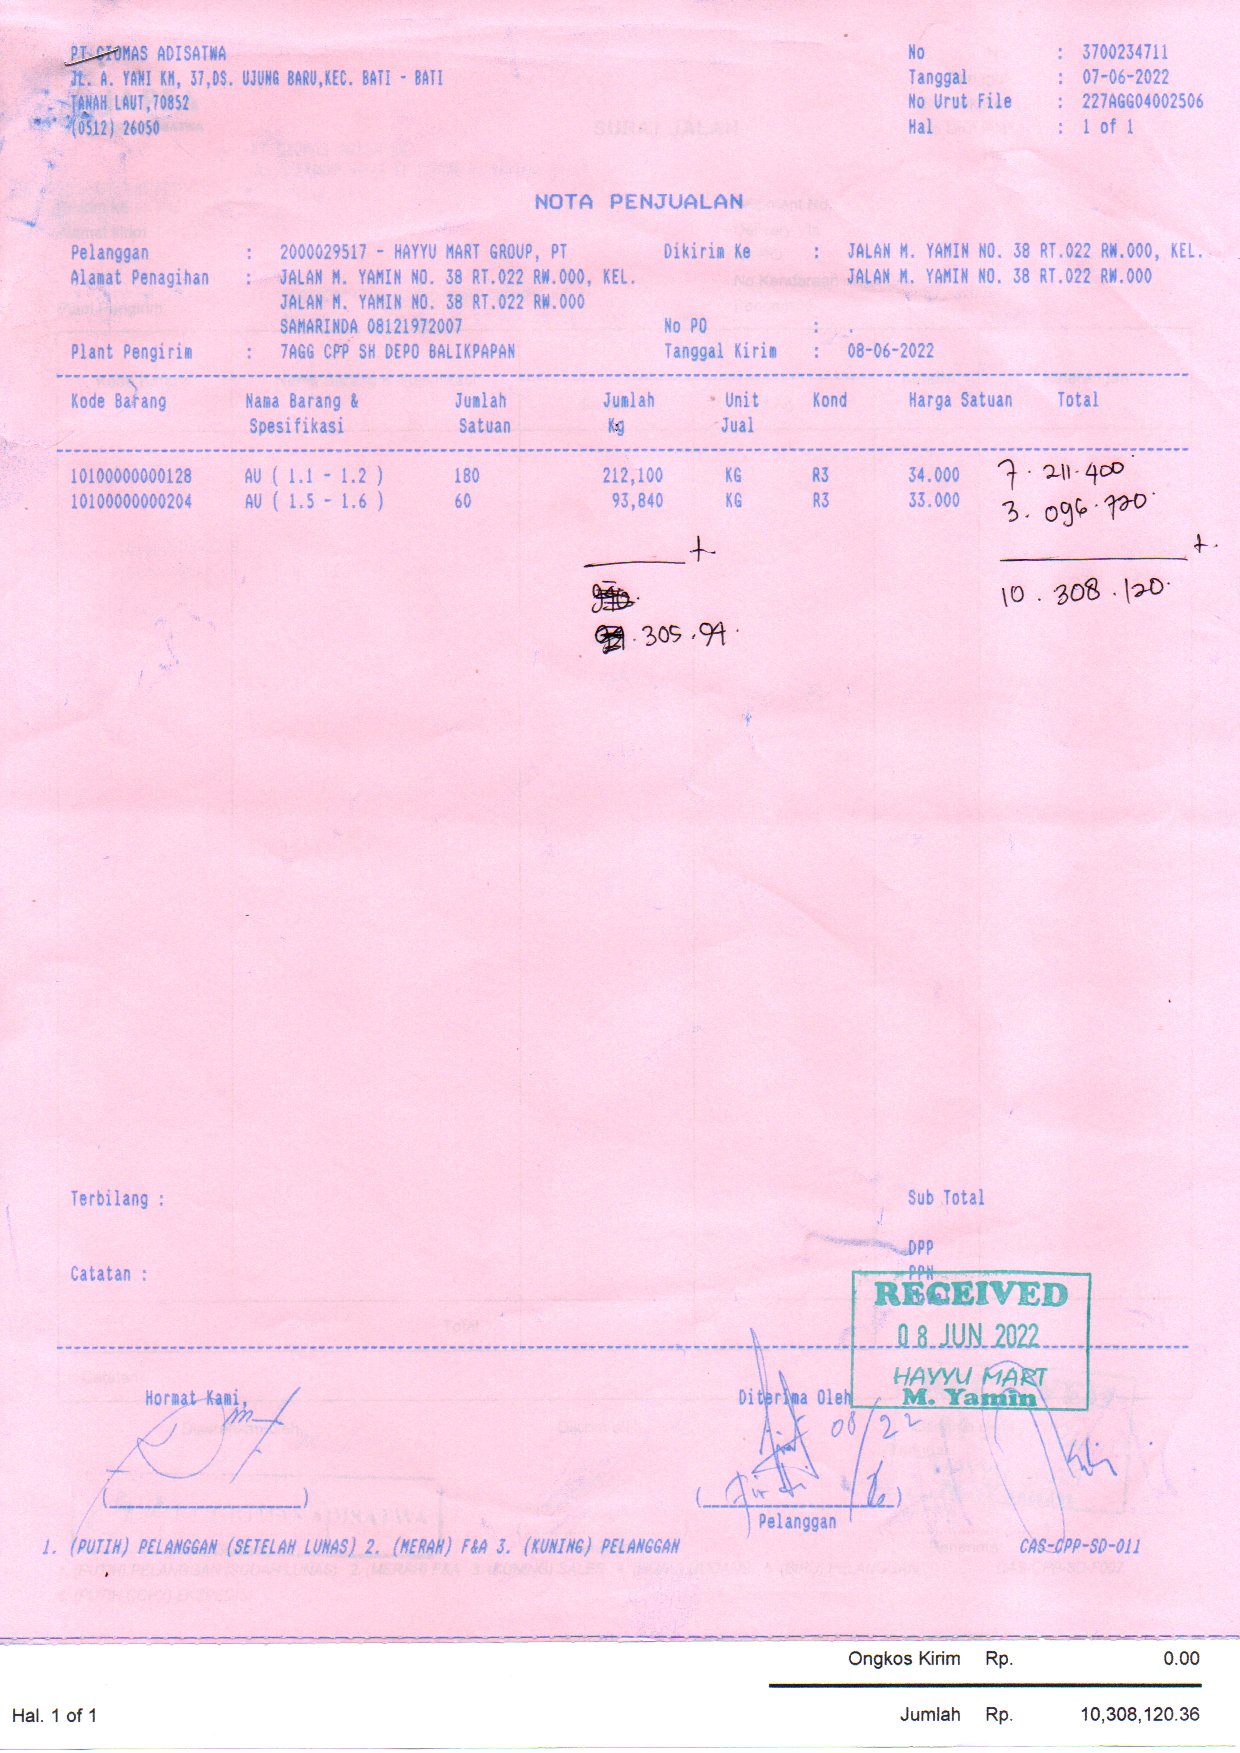 PT CIOMAS ADISATWA
JL. A. YANI KM, 37,DS. UJUNG BARU,KEC. BATI - BATI
TANAH LAUT,70852
(0512) 26050
No : 3700234711
Tanggal : 07-06-2022
No Urut File : 227AGG04002506
Hal : 1 of 1
NOTA PENJUALAN
Pelanggan : 2000029517 - HAYYU MART GROUP, PT
Alamat Penagihan : JALAN M. YAMIN NO. 38 RT.022 RW.000, KEL.
JALAN M. YAMIN NO. 38 RT.022 RW.000
SAMARINDA 08121972007
Plant Pengirim : 7AGG CPP SH DEPO BALIKPAPAN
Dikirim Ke : JALAN M. YAMIN NO. 38 RT.022 RW.000, KEL.
JALAN M. YAMIN NO. 38 RT.022 RW.000
No PO : .
Tanggal Kirim : 08-06-2022
Kode Barang Nama Barang & Jumlah Jumlah Unit Kond Harga Satuan Total
Spesifikasi Satuan Kg Jual
10100000000128 AU ( 1.1 - 1.2 ) 180 212,100 KG R3 34.000 7.211.400
10100000000204 AU ( 1.5 - 1.6 ) 60 93,840 KG R3 33.000 3.096.720
+ +
10.308.120
305.94
Terbilang : Sub Total
DPP
Catatan : PPN
RECEIVED
08 JUN 2022
HAYYU MART
M. Yamin
Hormat Kami, Diterima Oleh
08/22
Pelanggan
1. (PUTIH) PELANGGAN (SETELAH LUNAS) 2. (MERAH) F&A 3. (KUNING) PELANGGAN CAS-CPP-SD-011
Ongkos Kirim Rp. 0.00
Hal. 1 of 1 Jumlah Rp. 10,308,120.36